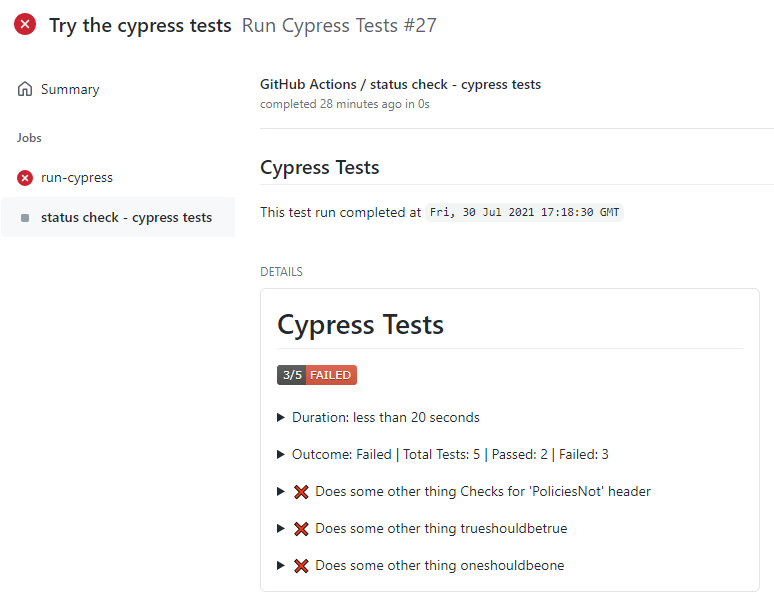 Try the cypress tests Run Cypress Tests #27
Summary
Jobs
run-cypress
status check - cypress tests
GitHub Actions / status check - cypress tests
completed 28 minutes ago in 0s
Cypress Tests
This test run completed at Fri, 30 Jul 2021 17:18:30 GMT
DETAILS
Cypress Tests
3/5 FAILED
Duration: less than 20 seconds
Outcome: Failed | Total Tests: 5 | Passed: 2 | Failed: 3
Does some other thing Checks for 'PoliciesNot' header
Does some other thing trueshouldbetrue
Does some other thing oneshouldbeone